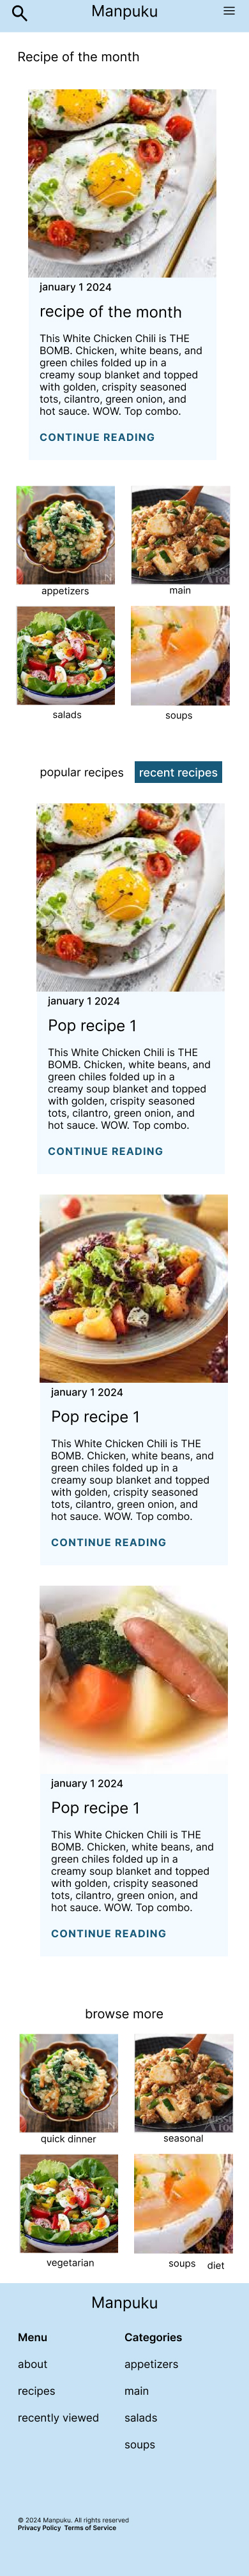 Manpuku
Recipe of the month
january 1 2024
recipe of the month
This White Chicken Chili is THE
BOMB. Chicken, white beans, and
green chiles folded up in a
creamy soup blanket and topped
with golden, crispity seasoned
tots, cilantro, green onion, and
hot sauce. WOW. Top combo.
CONTINUE READING
appetizers
main
salads
soups
popular recipes
recent recipes
january 1 2024
Pop recipe 1
This White Chicken Chili is THE
BOMB. Chicken, white beans, and
green chiles folded up in a
creamy soup blanket and topped
with golden, crispity seasoned
tots, cilantro, green onion, and
hot sauce. WOW. Top combo.
CONTINUE READING
january 1 2024
Pop recipe 1
This White Chicken Chili is THE
BOMB. Chicken, white beans, and
green chiles folded up in a
creamy soup blanket and topped
with golden, crispity seasoned
tots, cilantro, green onion, and
hot sauce. WOW. Top combo.
CONTINUE READING
january 1 2024
Pop recipe 1
This White Chicken Chili is THE
BOMB. Chicken, white beans, and
green chiles folded up in a
creamy soup blanket and topped
with golden, crispity seasoned
tots, cilantro, green onion, and
hot sauce. WOW. Top combo.
CONTINUE READING
browse more
quick dinner
seasonal
vegetarian
soups
diet
Manpuku
Menu
about
recipes
recently viewed
Categories
appetizers
main
salads
soups
© 2024 Manpuku. All rights reserved
Privacy Policy Terms of Service